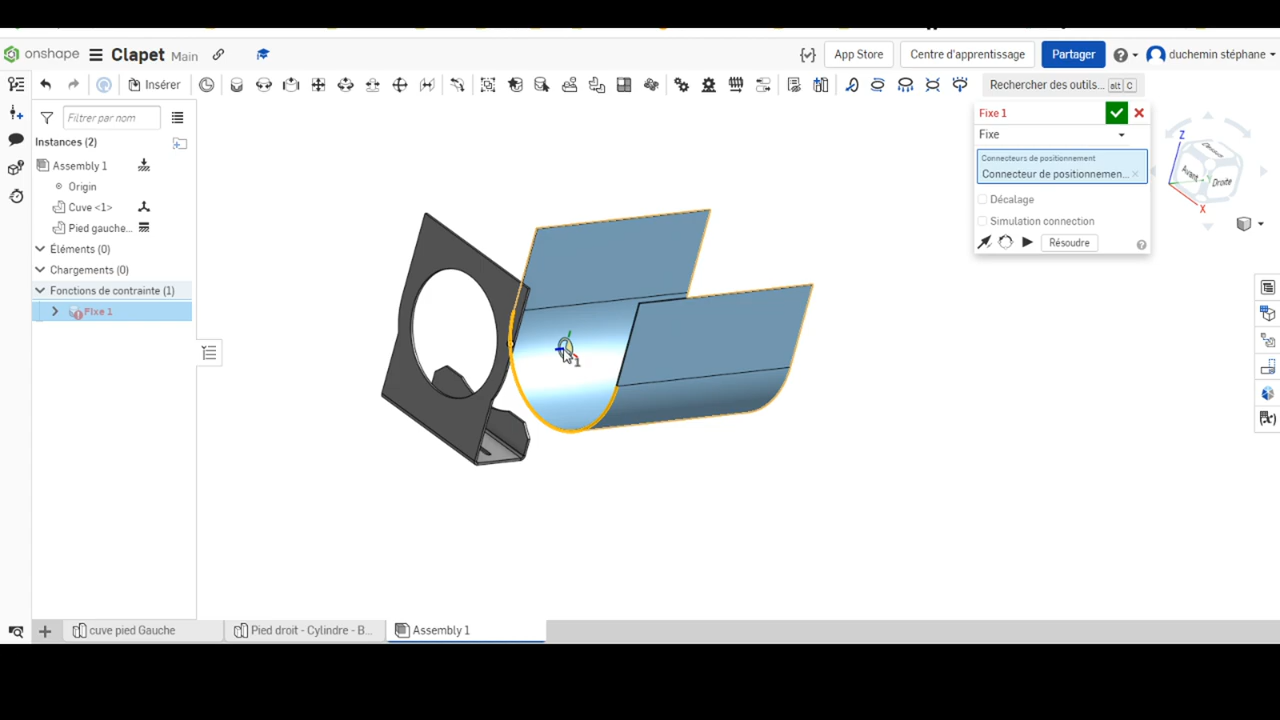 onshape Clapet Main App Store Centre d'apprentissage Partager duchemin stéphane
Insérer Rechercher des outils... alt C
Filtrer par nom
Instances (2)
Assembly 1
Origin
Cuve <1>
Pied gauche...
Éléments (0)
Chargements (0)
Fonctions de contrainte (1)
Fixe 1
Fixe 1
Fixe
Connecteurs de positionnement
Connecteur de positionnemen...
Décalage
Simulation connection
Résoudre
Z
Avant
Droite
X
1
cuve pied Gauche
Pied droit - Cylindre - B...
Assembly 1